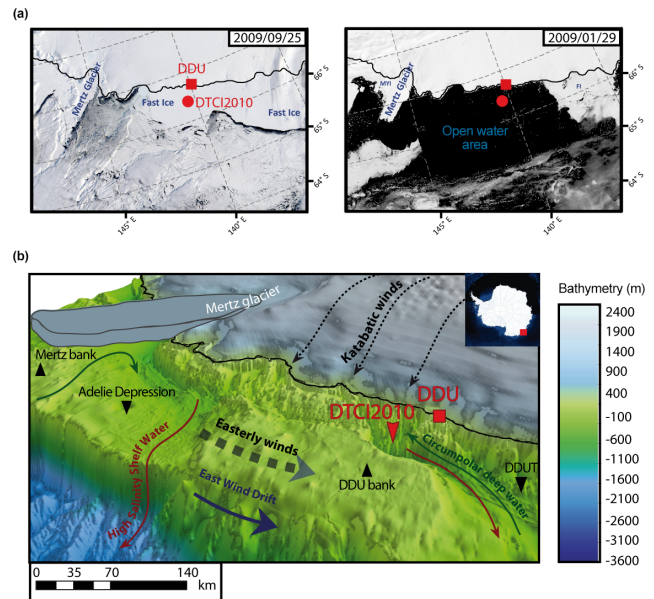 (a)
2009/09/25
DDU
Mertz Glacier
Fast Ice
DTCI2010
Fast Ice
66° S
65° S
64° S
145° E
140° E
2009/01/29
MYI
Mertz Glacier
FI
Open water
area
66° S
65° S
64° S
145° E
140° E
(b)
Mertz glacier
Katabatic winds
Mertz bank
Adelie Depression
DTCI2010
DDU
High Salinity Shelf Water
Easterly winds
East Wind Drift
DDU bank
Circumpolar deep water
DDUT
0 35 70 140
km
Bathymetry (m)
2400
1900
1400
900
400
-100
-600
-1100
-1600
-2100
-2600
-3100
-3600